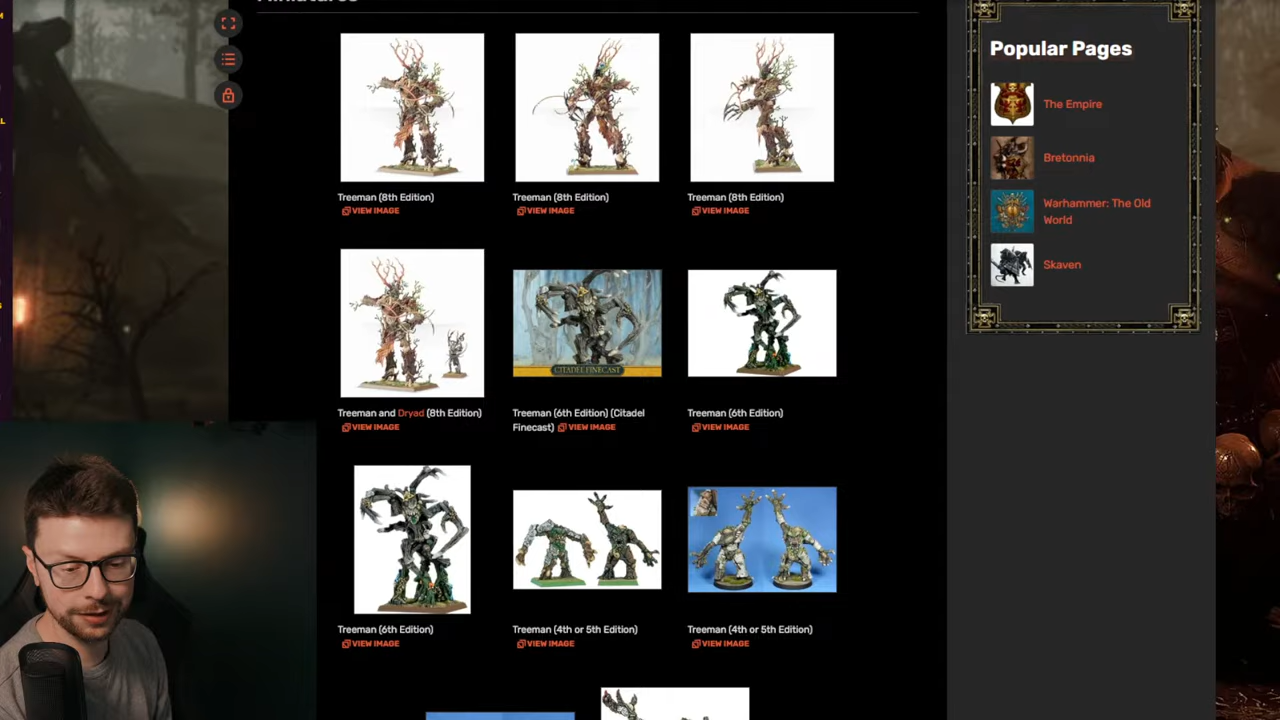 Miniatures
Treeman (8th Edition)
VIEW IMAGE
Treeman (8th Edition)
VIEW IMAGE
Treeman (8th Edition)
VIEW IMAGE
Treeman and Dryad (8th Edition)
VIEW IMAGE
CITADEL FINECAST
Treeman (6th Edition) (Citadel
Finecast) VIEW IMAGE
Treeman (6th Edition)
VIEW IMAGE
Treeman (6th Edition)
VIEW IMAGE
Treeman (4th or 5th Edition)
VIEW IMAGE
Treeman (4th or 5th Edition)
VIEW IMAGE
Popular Pages
The Empire
Bretonnia
Warhammer: The Old
World
Skaven